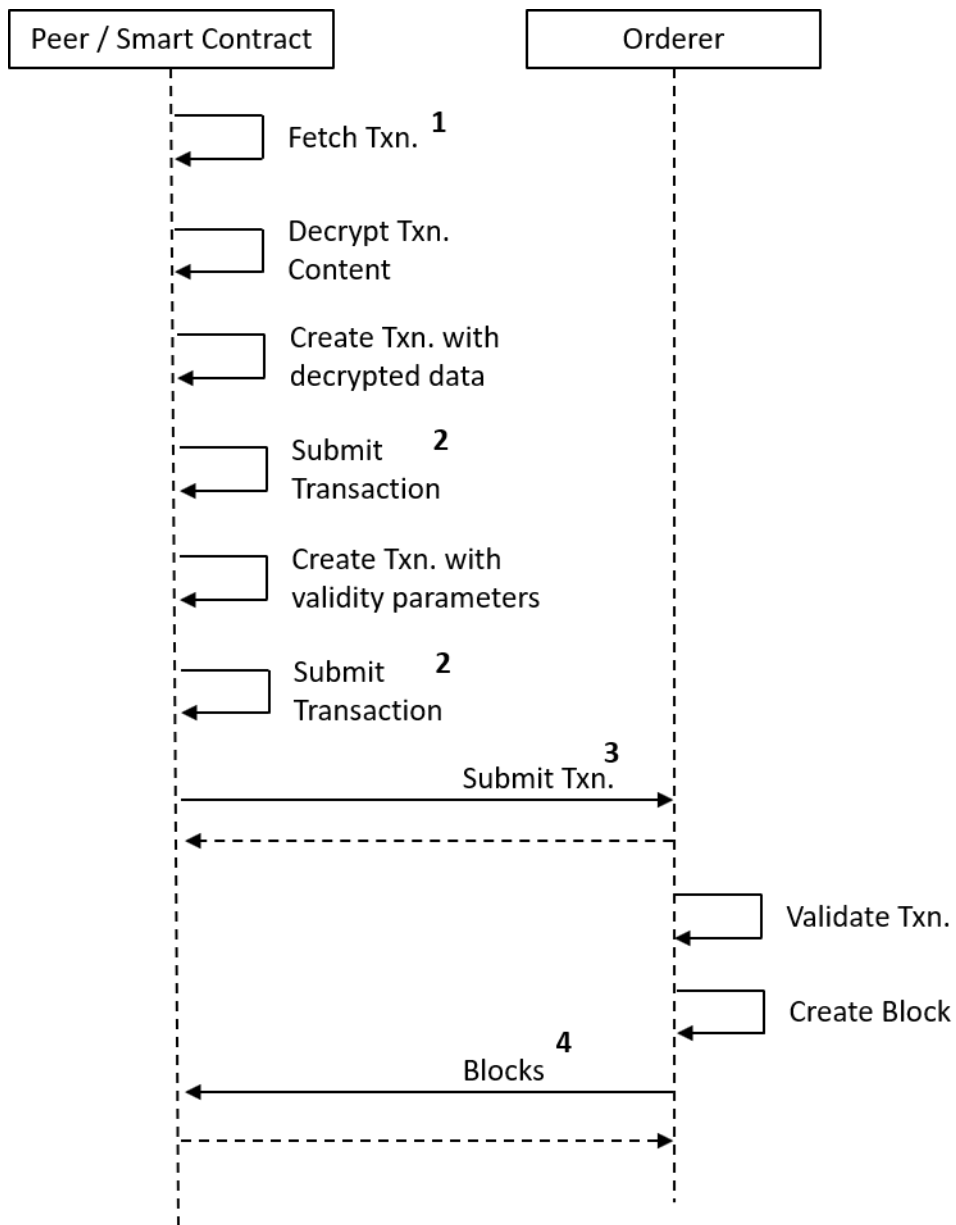 Peer / Smart Contract
Orderer
Fetch Txn. 1
Decrypt Txn.
Content
Create Txn. with
decrypted data
Submit 2
Transaction
Create Txn. with
validity parameters
Submit 2
Transaction
Submit Txn. 3
Validate Txn.
Create Block
Blocks 4